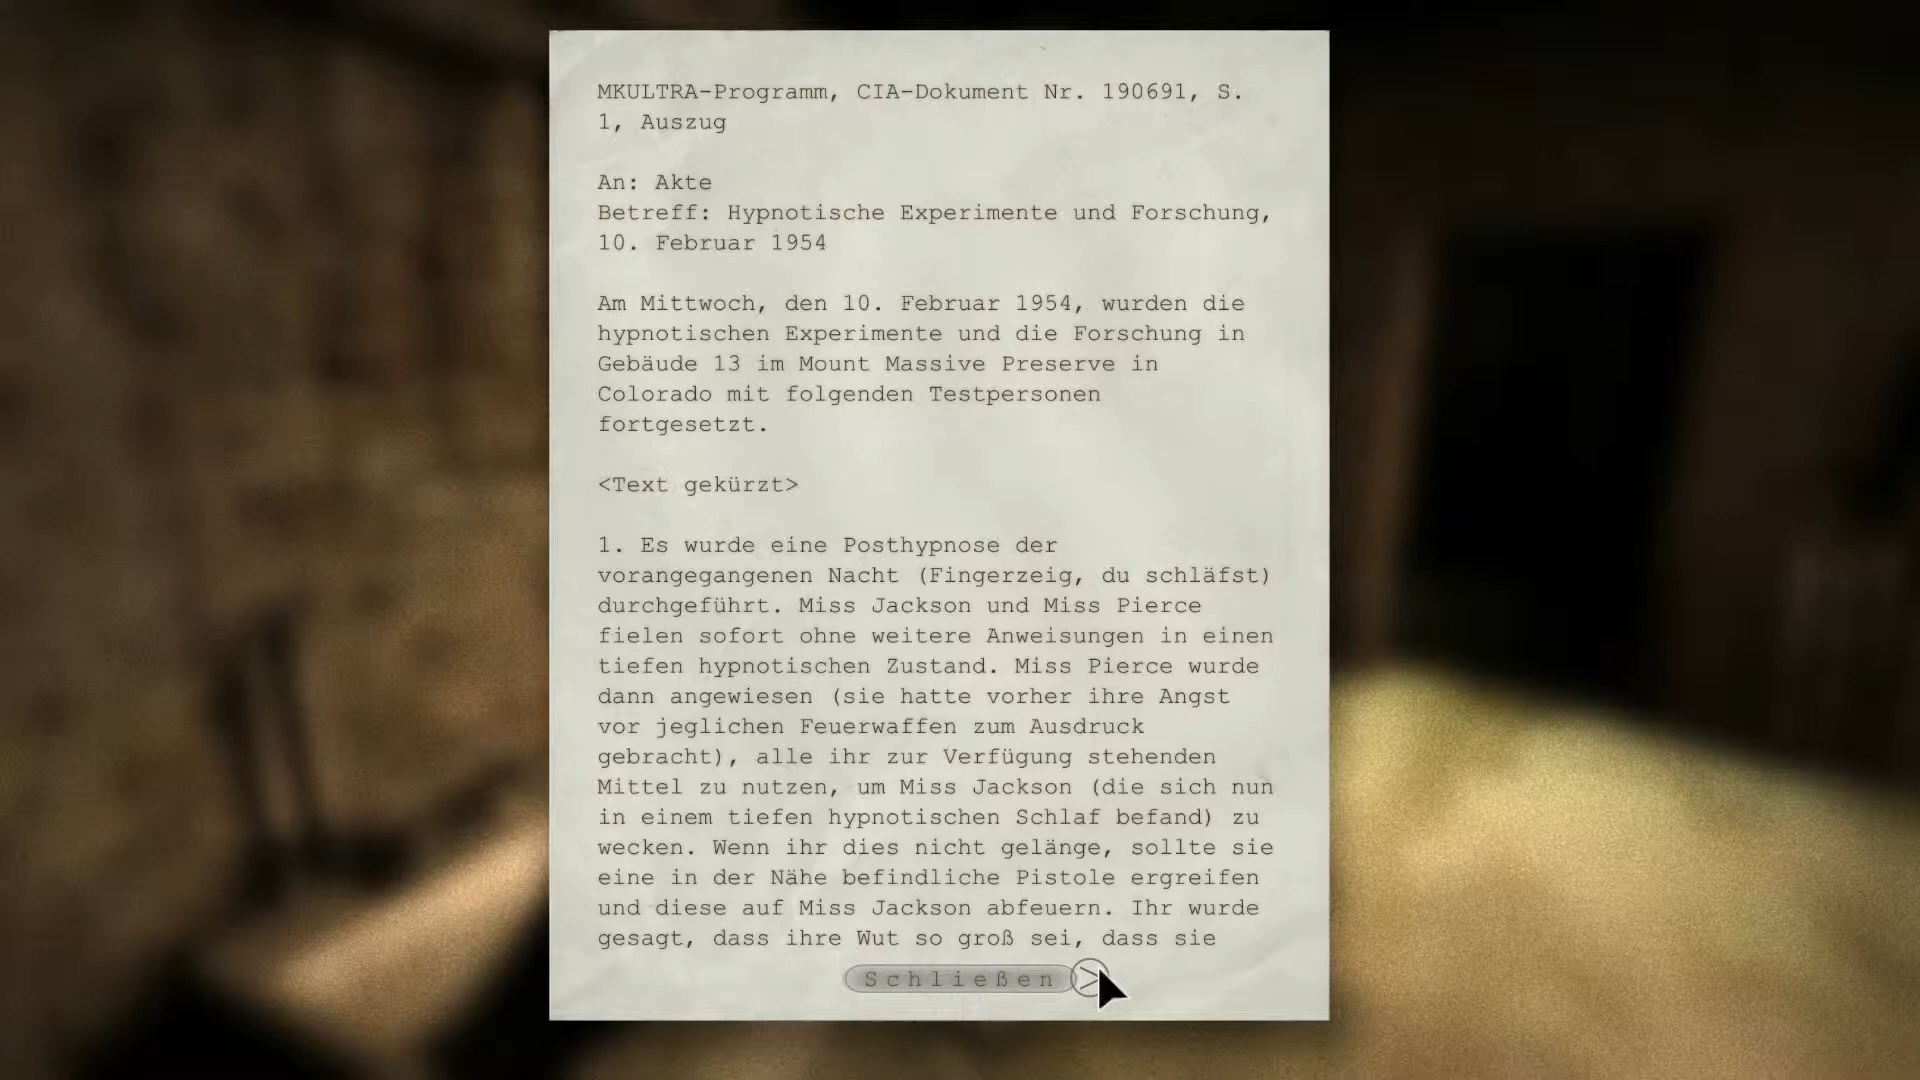 MKULTRA-Programm, CIA-Dokument Nr. 190691, S.
1, Auszug
An: Akte
Betreff: Hypnotische Experimente und Forschung,
10. Februar 1954
Am Mittwoch, den 10. Februar 1954, wurden die
hypnotischen Experimente und die Forschung in
Gebäude 13 im Mount Massive Preserve in
Colorado mit folgenden Testpersonen
fortgesetzt.
<Text gekürzt>
1. Es wurde eine Posthypnose der
vorangegangenen Nacht (Fingerzeig, du schläfst)
durchgeführt. Miss Jackson und Miss Pierce
fielen sofort ohne weitere Anweisungen in einen
tiefen hypnotischen Zustand. Miss Pierce wurde
dann angewiesen (sie hatte vorher ihre Angst
vor jeglichen Feuerwaffen zum Ausdruck
gebracht), alle ihr zur Verfügung stehenden
Mittel zu nutzen, um Miss Jackson (die sich nun
in einem tiefen hypnotischen Schlaf befand) zu
wecken. Wenn ihr dies nicht gelänge, sollte sie
eine in der Nähe befindliche Pistole ergreifen
und diese auf Miss Jackson abfeuern. Ihr wurde
gesagt, dass ihre Wut so groß sei, dass sie
Schließen >